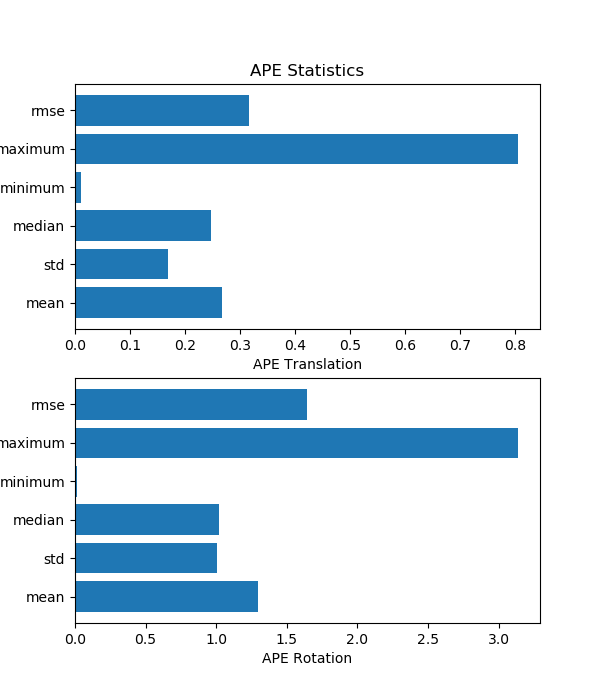 APE Statistics
rmse
maximum
minimum
median
std
mean
0.0 0.1 0.2 0.3 0.4 0.5 0.6 0.7 0.8
APE Translation
rmse
maximum
minimum
median
std
mean
0.0 0.5 1.0 1.5 2.0 2.5 3.0
APE Rotation